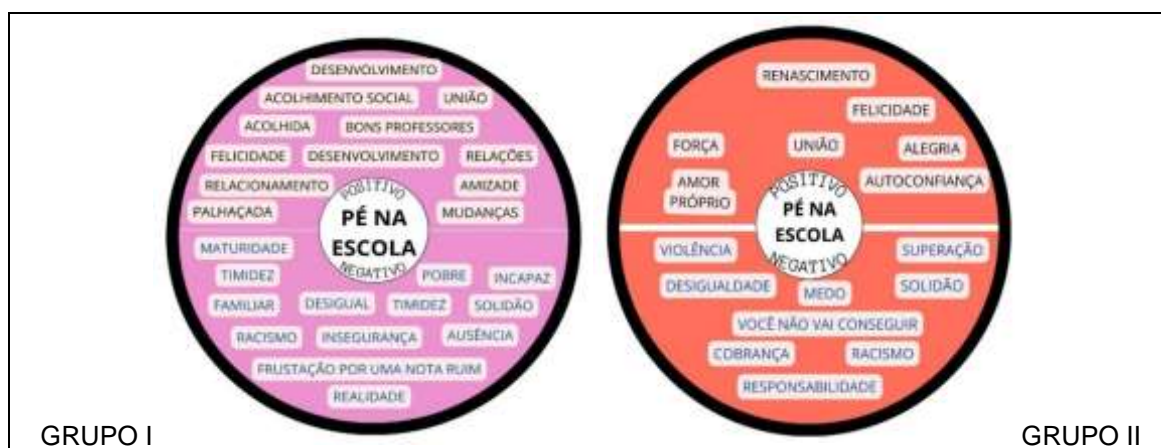 DESENVOLVIMENTO
ACOLHIMENTO SOCIAL UNIÃO
ACOLHIDA BONS PROFESSORES
FELICIDADE DESENVOLVIMENTO RELAÇÕES
RELACIONAMENTO AMIZADE
PALHAÇADA MUDANÇAS
POSITIVO
PÉ NA
ESCOLA
NEGATIVO
MATURIDADE
TIMIDEZ POBRE INCAPAZ
FAMILIAR DESIGUAL TIMIDEZ SOLIDÃO
RACISMO INSEGURANÇA AUSÊNCIA
FRUSTAÇÃO POR UMA NOTA RUIM
REALIDADE
GRUPO I
RENASCIMENTO
FELICIDADE
FORÇA UNIÃO ALEGRIA
AMOR
PRÓPRIO
AUTOCONFIANÇA
POSITIVO
PÉ NA
ESCOLA
NEGATIVO
VIOLÊNCIA SUPERAÇÃO
DESIGUALDADE MEDO SOLIDÃO
VOCÊ NÃO VAI CONSEGUIR
COBRANÇA RACISMO
RESPONSABILIDADE
GRUPO II